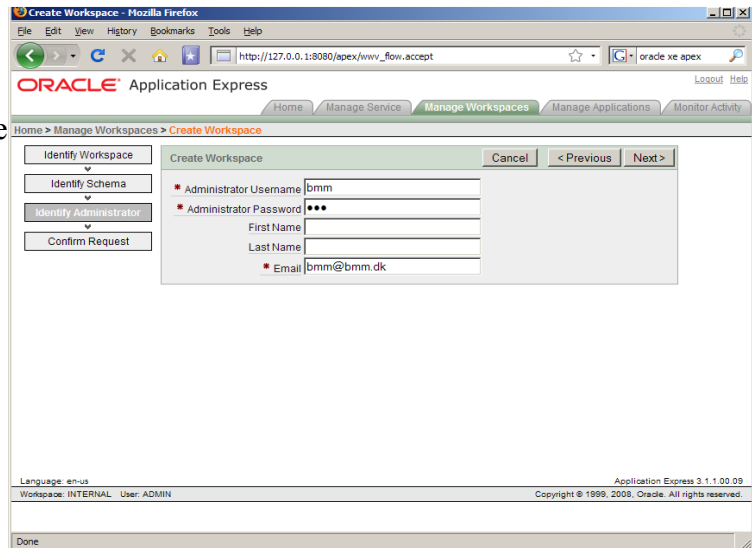 Create Workspace - Mozilla Firefox
File Edit View History Bookmarks Tools Help
http://127.0.0.1:8080/apex/wwv_flow.accept
G oracle xe apex
ORACLE Application Express
Logout Help
Home Manage Service Manage Workspaces Manage Applications Monitor Activity
e
Home > Manage Workspaces > Create Workspace
Identify Workspace
Identify Schema
Identify Administrator
Confirm Request
Create Workspace
Cancel < Previous Next >
* Administrator Username bmm
* Administrator Password •••
First Name
Last Name
* Email bmm@bmm.dk
Language: en-us
Application Express 3.1.1.00.09
Workspace: INTERNAL User: ADMIN
Copyright © 1999, 2008, Oracle. All rights reserved.
Done